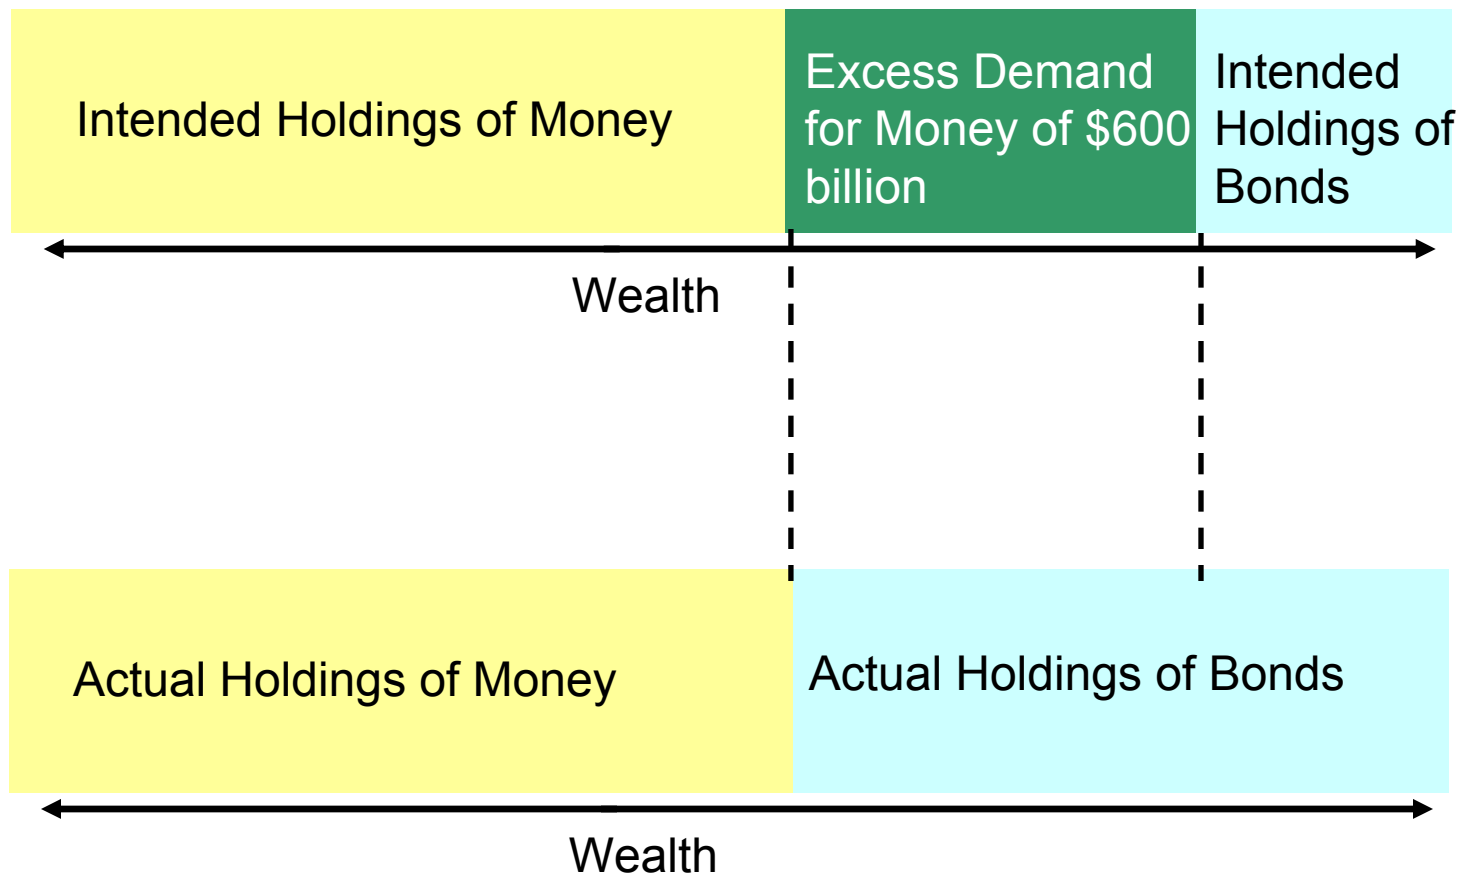 Intended Holdings of Money
Excess Demand
for Money of $600
billion
Intended
Holdings of
Bonds
Wealth
Actual Holdings of Money
Actual Holdings of Bonds
Wealth